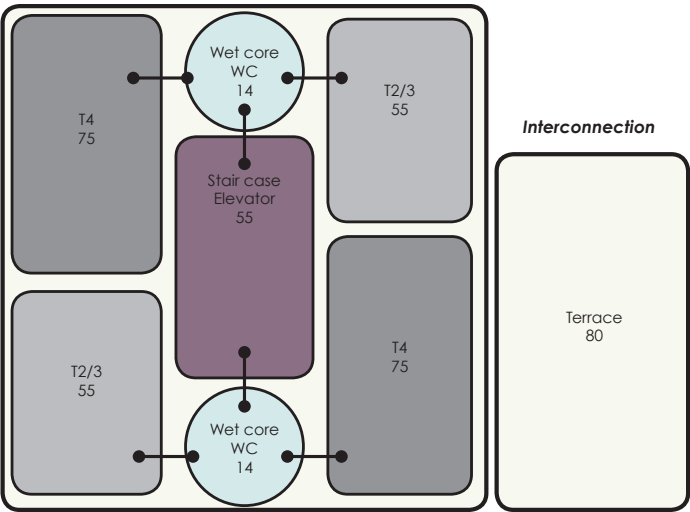 T4
75
Wet core
WC
14
T2/3
55
Interconnection
Stair case
Elevator
55
Terrace
80
T2/3
55
T4
75
Wet core
WC
14